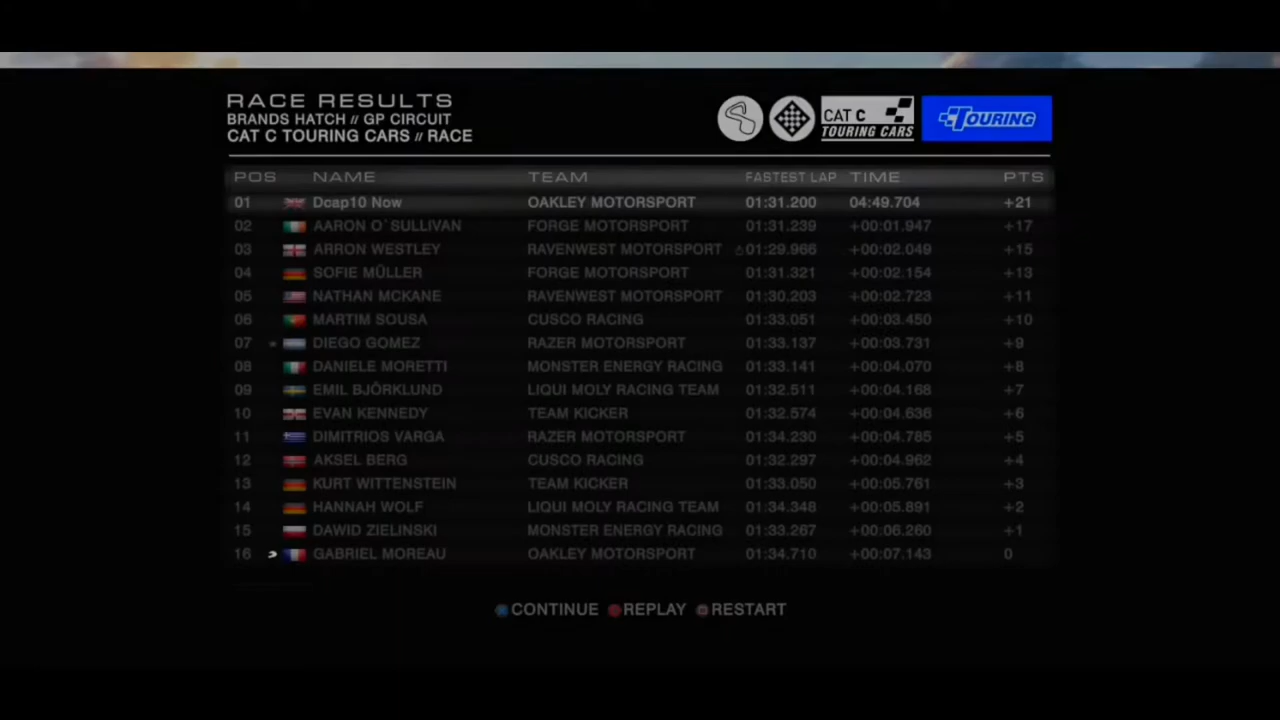 RACE RESULTS
BRANDS HATCH // GP CIRCUIT
CAT C TOURING CARS // RACE
CAT C
TOURING CARS
TOURING
POS NAME TEAM FASTEST LAP TIME PTS
01 Dcap10 Now OAKLEY MOTORSPORT 01:31.200 04:49.704 +21
02 AARON O´SULLIVAN FORGE MOTORSPORT 01:31.239 +00:01.947 +17
03 ARRON WESTLEY RAVENWEST MOTORSPORT 01:29.966 +00:02.049 +15
04 SOFIE MÜLLER FORGE MOTORSPORT 01:31.321 +00:02.154 +13
05 NATHAN MCKANE RAVENWEST MOTORSPORT 01:30.203 +00:02.723 +11
06 MARTIM SOUSA CUSCO RACING 01:33.051 +00:03.450 +10
07 DIEGO GOMEZ RAZER MOTORSPORT 01:33.137 +00:03.731 +9
08 DANIELE MORETTI MONSTER ENERGY RACING 01:33.141 +00:04.070 +8
09 EMIL BJÖRKLUND LIQUI MOLY RACING TEAM 01:32.511 +00:04.168 +7
10 EVAN KENNEDY TEAM KICKER 01:32.574 +00:04.636 +6
11 DIMITRIOS VARGA RAZER MOTORSPORT 01:34.230 +00:04.785 +5
12 AKSEL BERG CUSCO RACING 01:32.297 +00:04.962 +4
13 KURT WITTENSTEIN TEAM KICKER 01:33.050 +00:05.761 +3
14 HANNAH WOLF LIQUI MOLY RACING TEAM 01:34.348 +00:05.891 +2
15 DAWID ZIELINSKI MONSTER ENERGY RACING 01:33.267 +00:06.260 +1
16 GABRIEL MOREAU OAKLEY MOTORSPORT 01:34.710 +00:07.143 0
CONTINUE REPLAY RESTART